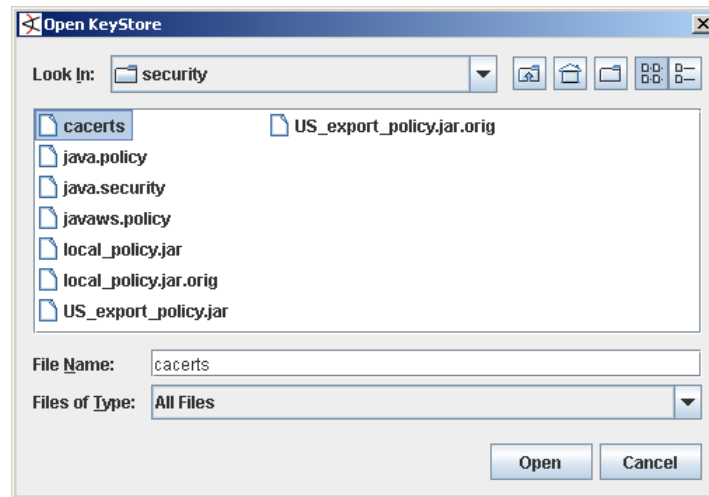 Open KeyStore
Look In: security
cacerts US_export_policy.jar.orig
java.policy
java.security
javaws.policy
local_policy.jar
local_policy.jar.orig
US_export_policy.jar
File Name: cacerts
Files of Type: All Files
Open Cancel